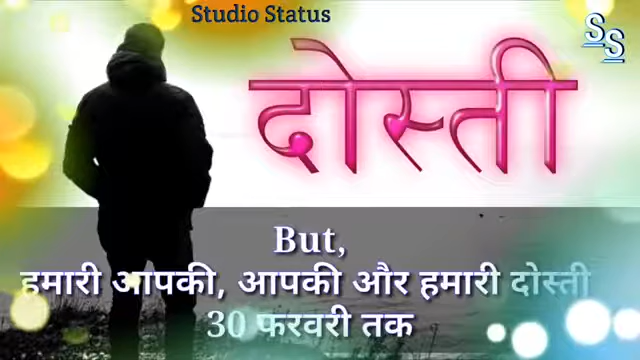 Studio Status
SS
दोस्ती
But,
हमारी आपकी, आपकी और हमारी दोस्ती
30 फरवरी तक